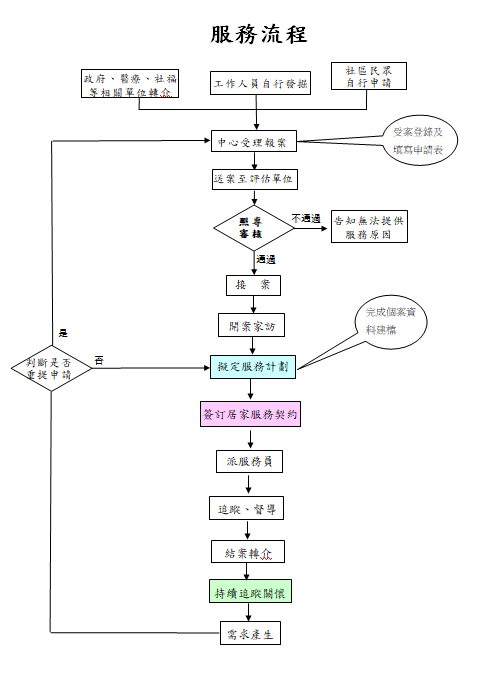 服務流程
政府、醫療、社福
等相關單位轉介
工作人員自行發掘
社區民眾
自行申請
中心受理報案
受案登錄及
填寫申請表
送案至評估單位
照專
審核
不通過
告知無法提供
服務原因
通過
接 案
開案家訪
完成個案資
料建檔
是
判斷是否
重提申請
否
擬定服務計劃
簽訂居家服務契約
派服務員
追蹤、督導
結案轉介
持續追蹤關懷
需求產生